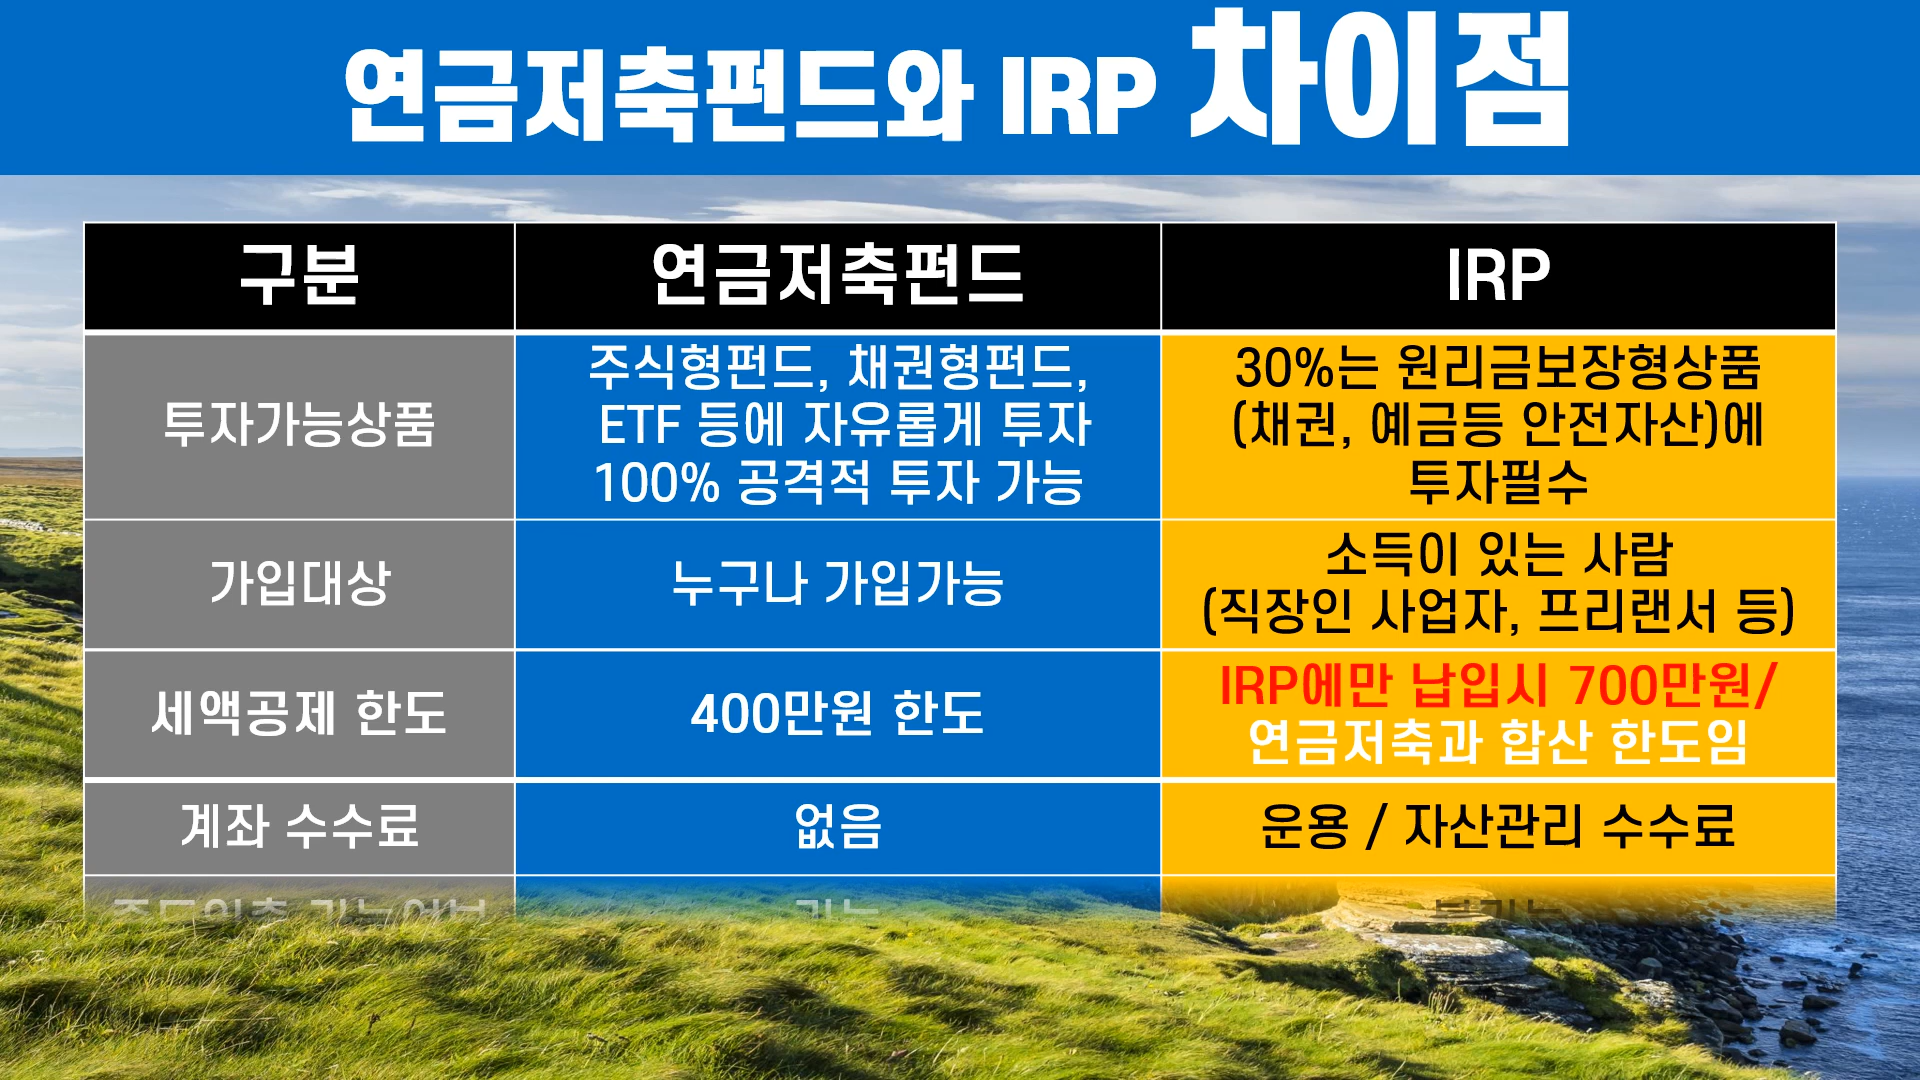 연금저축펀드와 IRP 차이점
구분
연금저축펀드
IRP
투자가능상품
주식형펀드, 채권형펀드,
ETF 등에 자유롭게 투자
100% 공격적 투자 가능
30%는 원리금보장형상품
(채권, 예금등 안전자산)에
투자필수
가입대상
누구나 가입가능
소득이 있는 사람
(직장인 사업자, 프리랜서 등)
세액공제 한도
400만원 한도
IRP에만 납입시 700만원/
연금저축과 합산 한도임
계좌 수수료
없음
운용 / 자산관리 수수료